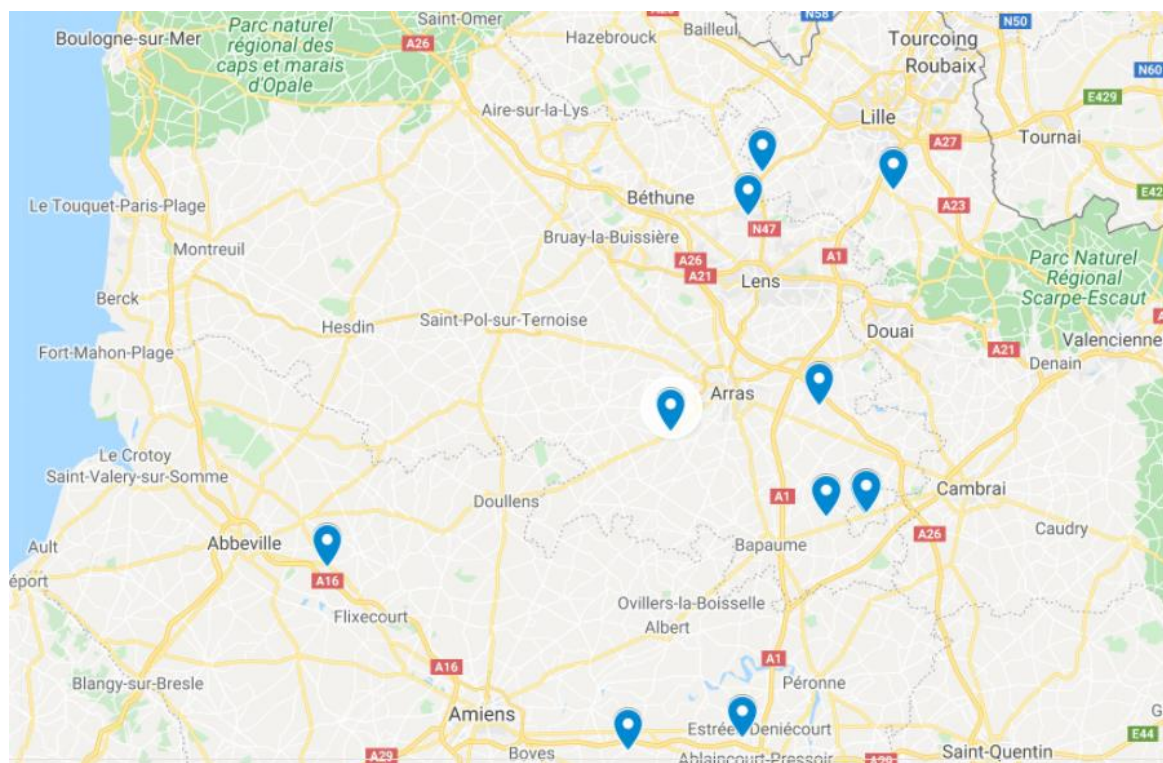 Parc naturel
régional des
caps et marais
d'Opale
Saint-Omer
Boulogne-sur-Mer
A26
Hazebrouck
Bailleul
N58
N50
Tourcoing
Roubaix
N60
E429
Aire-sur-la-Lys
Lille
A27
Tournai
Béthune
E42
Le Touquet-Paris-Plage
A23
N47
Bruay-la-Buissière
Montreuil
A26
A21
A1
Parc Naturel
Régional
Scarpe-Escaut
Lens
Berck
Hesdin
Saint-Pol-sur-Ternoise
Douai
Valencienne
Fort-Mahon-Plage
A21
Denain
Arras
Le Crotoy
Saint-Valery-sur-Somme
Doullens
A1
Cambrai
Caudry
Ault
Abbeville
Bapaume
A26
éport
A16
Flixecourt
Ovillers-la-Boisselle
Albert
A16
A1
Blangy-sur-Bresle
Péronne
Amiens
Estrées-Deniécourt
G
E44
A29
Boves
Ablaincourt-Pressoir
A29
Saint-Quentin